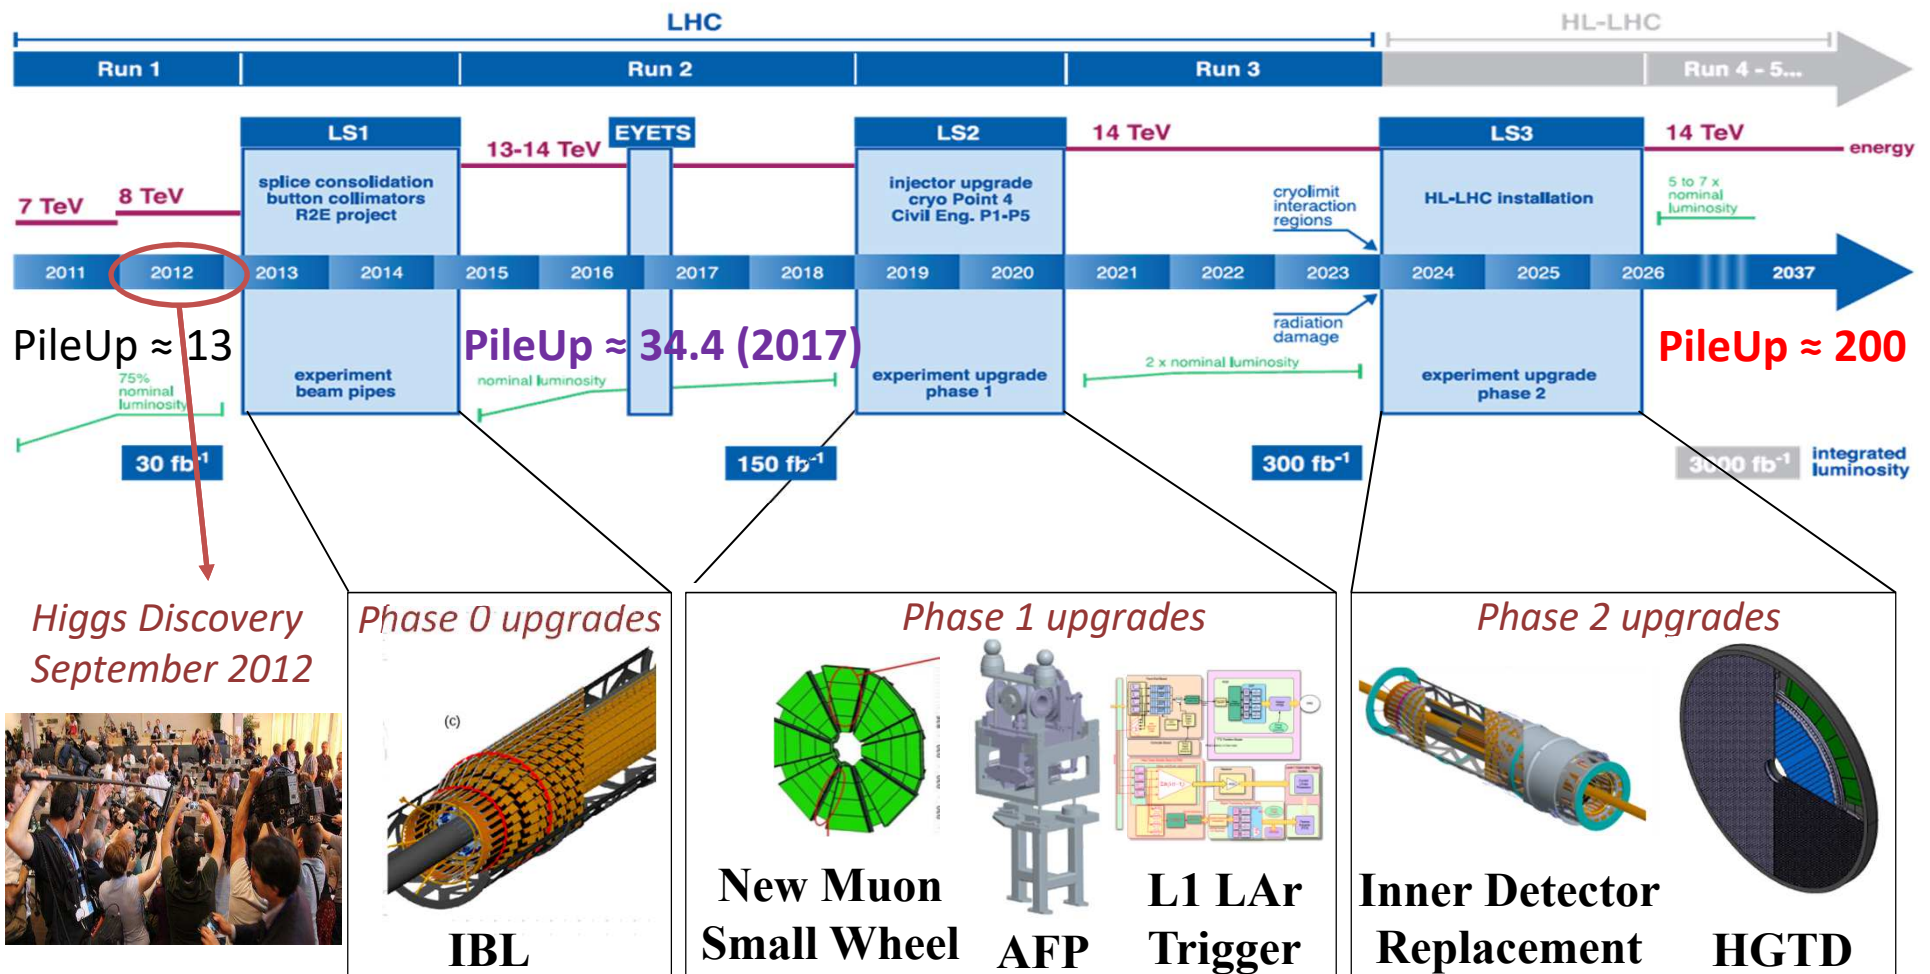 LHC
HL-LHC
Run 1
Run 2
Run 3
Run 4 - 5...
LS1
EYETS
LS2
14 TeV
LS3
14 TeV
13-14 TeV
energy
7 TeV
8 TeV
splice consolidation
button collimators
R2E project
injector upgrade
cryo Point 4
Civil Eng. P1-P5
cryolimit
interaction
regions
HL-LHC installation
5 to 7 x
nominal
luminosity
2011
2012
2013
2014
2015
2016
2017
2018
2019
2020
2021
2022
2023
2024
2025
2026
2037
PileUp ≈ 13
PileUp ≈ 34.4 (2017)
radiation
damage
PileUp ≈ 200
75%
nominal
luminosity
experiment
beam pipes
nominal luminosity
experiment upgrade
phase 1
2 x nominal luminosity
experiment upgrade
phase 2
30 fb-1
150 fb-1
300 fb-1
3000 fb-1
integrated
luminosity
Higgs Discovery
September 2012
Phase 0 upgrades
Phase 1 upgrades
Phase 2 upgrades
(c)
IBL
New Muon
Small Wheel
AFP
L1 LAr
Trigger
Inner Detector
Replacement
HGTD